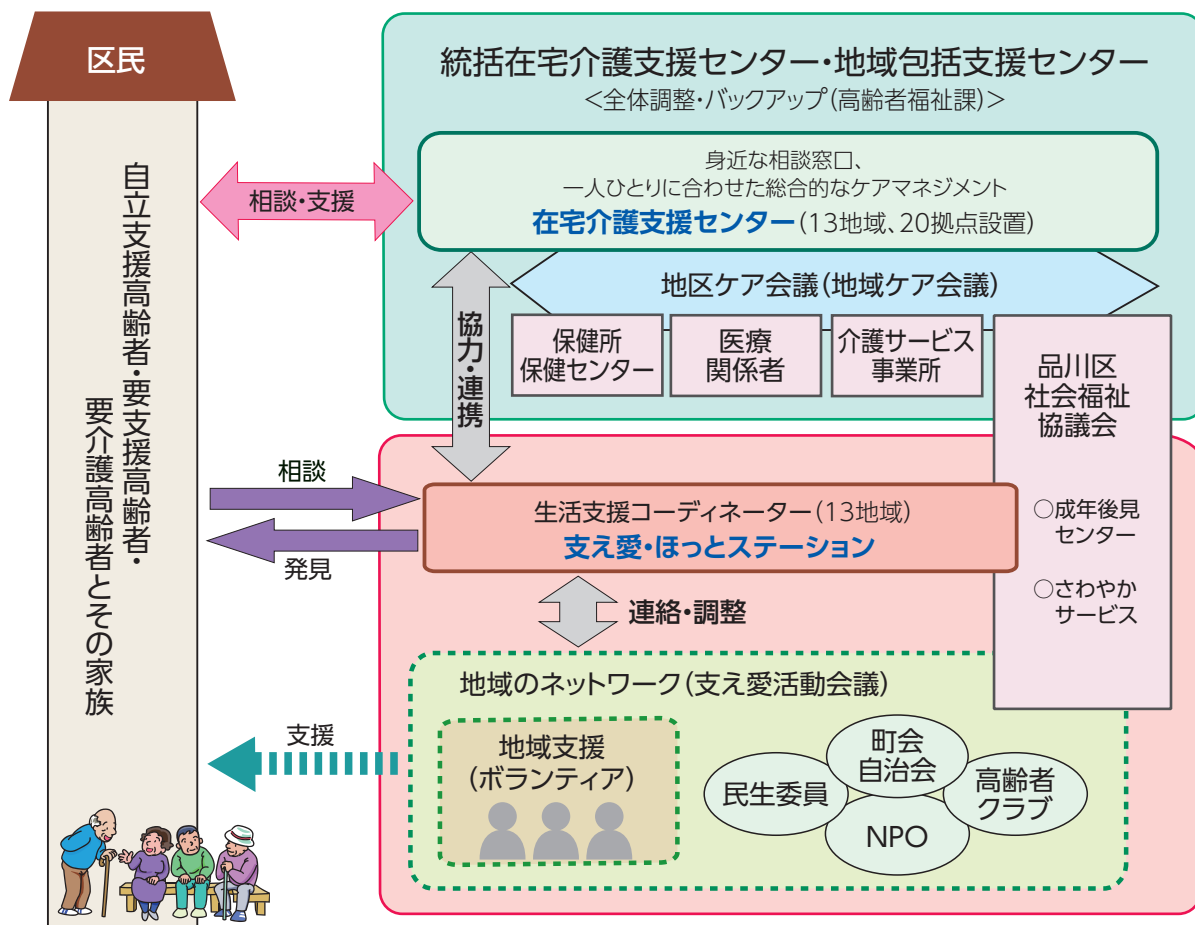 区民
自立支援高齢者・要支援高齢者・
要介護高齢者とその家族
統括在宅介護支援センター・地域包括支援センター
<全体調整・バックアップ(高齢者福祉課)>
身近な相談窓口、
一人ひとりに合わせた総合的なケアマネジメント
在宅介護支援センター(13地域、20拠点設置)
相談・支援
地区ケア会議(地域ケア会議)
協力・連携
保健所
保健センター
医療
関係者
介護サービス
事業所
品川区
社会福祉
協議会
○成年後見
センター
○さわやか
サービス
相談
発見
生活支援コーディネーター(13地域)
支え愛・ほっとステーション
連絡・調整
地域のネットワーク(支え愛活動会議)
支援
地域支援
(ボランティア)
民生委員
町会
自治会
高齢者
クラブ
NPO